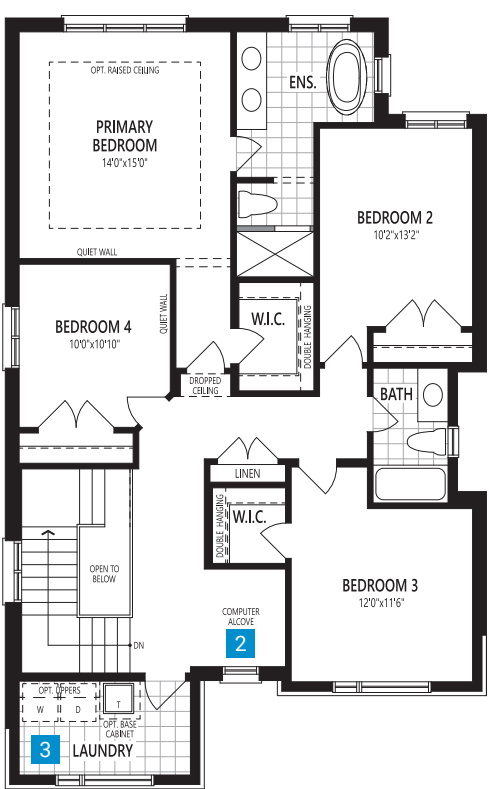 OPT. RAISED CEILING
ENS.
PRIMARY
BEDROOM
14'0"x15'0"
BEDROOM 2
10'2"x13'2"
QUIET WALL
QUIET WALL
BEDROOM 4
10'0"x10'10"
W.I.C.
DOUBLE HANGING
DROPPED
CEILING
BATH
LINEN
DOUBLE HANGING
W.I.C.
OPEN TO
BELOW
BEDROOM 3
12'0"x11'6"
COMPUTER
ALCOVE
2
DN
OPT. UPPERS
W
D
T
OPT. BASE
CABINET
3
LAUNDRY